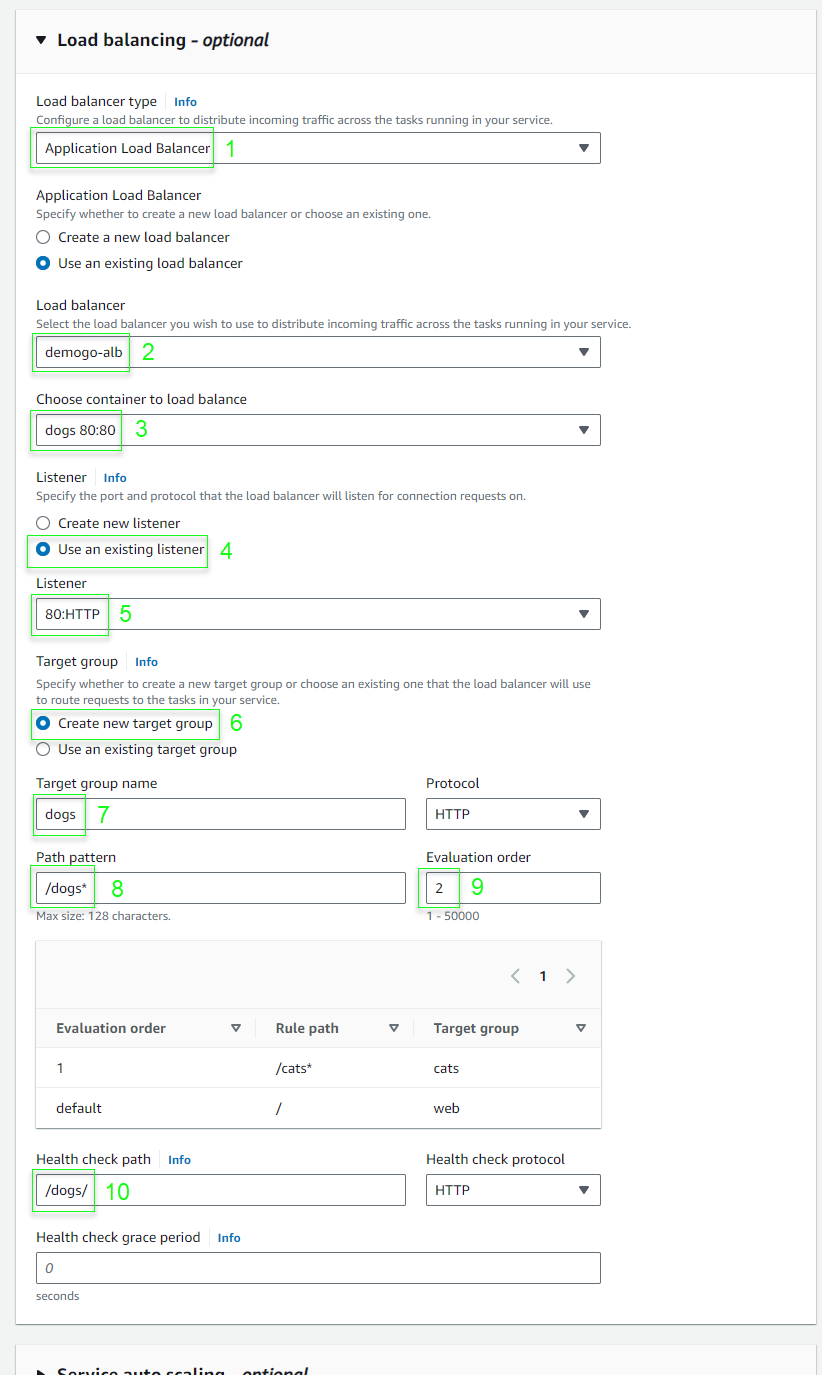 Load balancing - optional
Load balancer type Info
Configure a load balancer to distribute incoming traffic across the tasks running in your service.
Application Load Balancer 1
Application Load Balancer
Specify whether to create a new load balancer or choose an existing one.
Create a new load balancer
Use an existing load balancer
Load balancer
Select the load balancer you wish to use to distribute incoming traffic across the tasks running in your service.
demogo-alb 2
Choose container to load balance
dogs 80:80 3
Listener Info
Specify the port and protocol that the load balancer will listen for connection requests on.
Create new listener
Use an existing listener 4
Listener
80:HTTP 5
Target group Info
Specify whether to create a new target group or choose an existing one that the load balancer will use
to route requests to the tasks in your service.
Create new target group 6
Use an existing target group
Target group name Protocol
dogs 7 HTTP
Path pattern Evaluation order
/dogs* 8 2 9
Max size: 128 characters. 1 - 50000
1
Evaluation order Rule path Target group
1 /cats* cats
default / web
Health check path Info Health check protocol
/dogs/ 10 HTTP
Health check grace period Info
0
seconds
Service auto scaling - optional